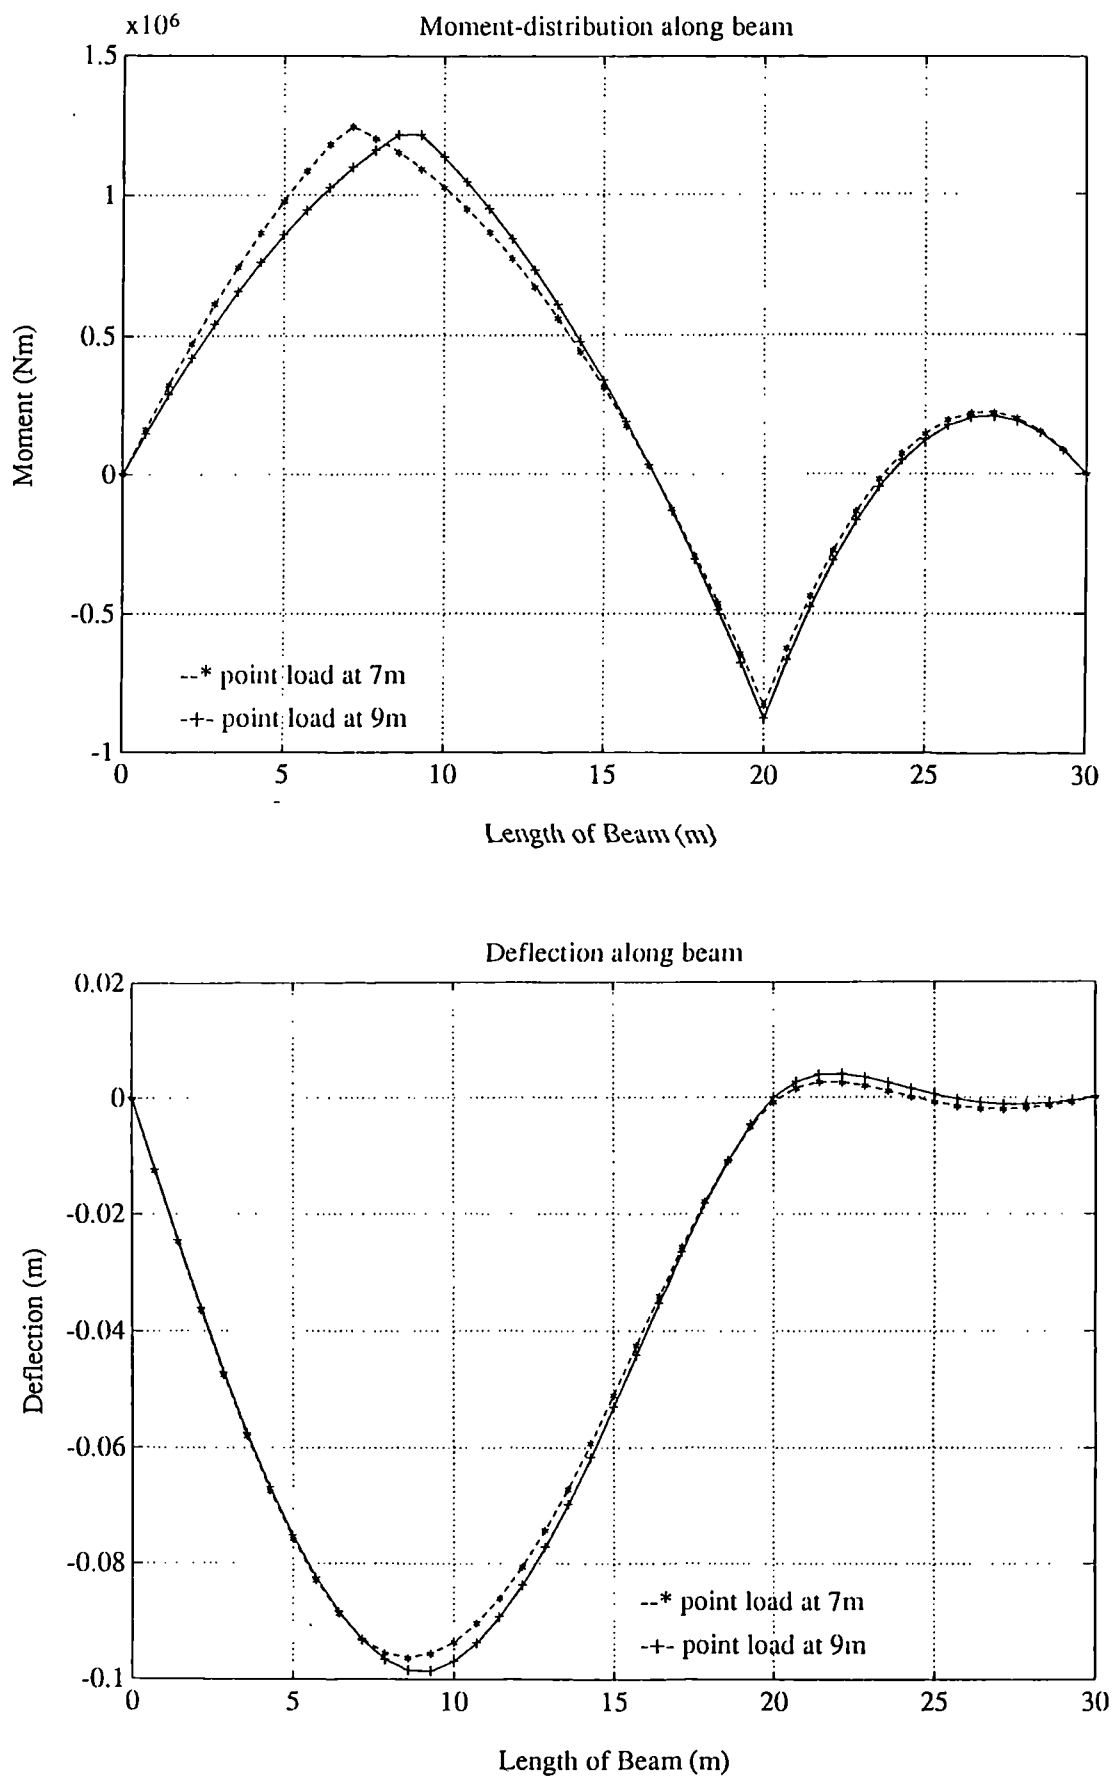 x10⁶
Moment-distribution along beam
1.5
1
0.5
0
-0.5
-1
Moment (Nm)
--* point load at 7m
-+- point load at 9m
0 5 10 15 20 25 30
Length of Beam (m)
Deflection along beam
0.02
0
-0.02
-0.04
-0.06
-0.08
-0.1
Deflection (m)
--* point load at 7m
-+- point load at 9m
0 5 10 15 20 25 30
Length of Beam (m)